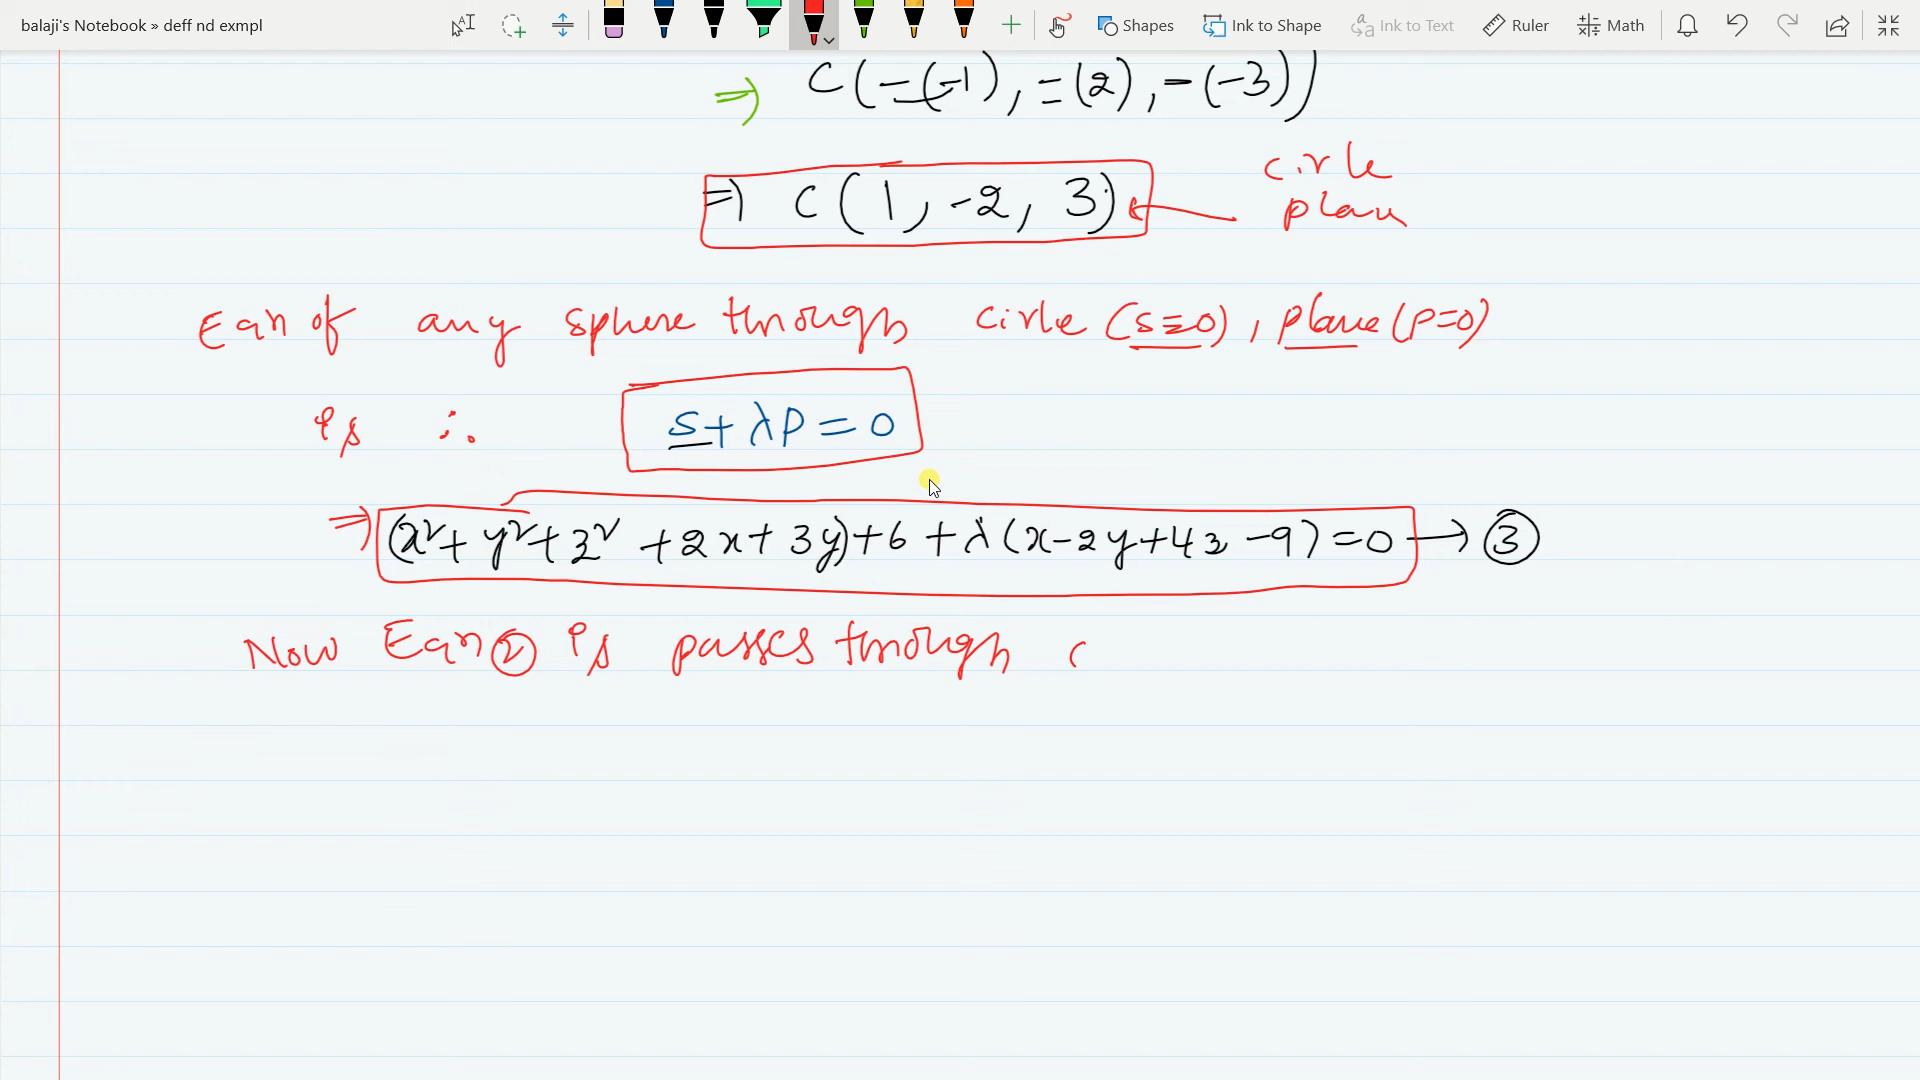 balaji's Notebook » deff nd exmpl
Shapes Ink to Shape Ink to Text Ruler Math
=) C(-(-1), =(2), -(-3))
=) C(1, -2, 3)
cirle
plane
Eqn of any sphere through cirle (S=0), plane (P=0)
is ∴ S+λP=0
=) (x²+y²+z²+2x+3y)+6+λ(x-2y+4z-9)=0 → ③
Now Eqn ② is passes through c